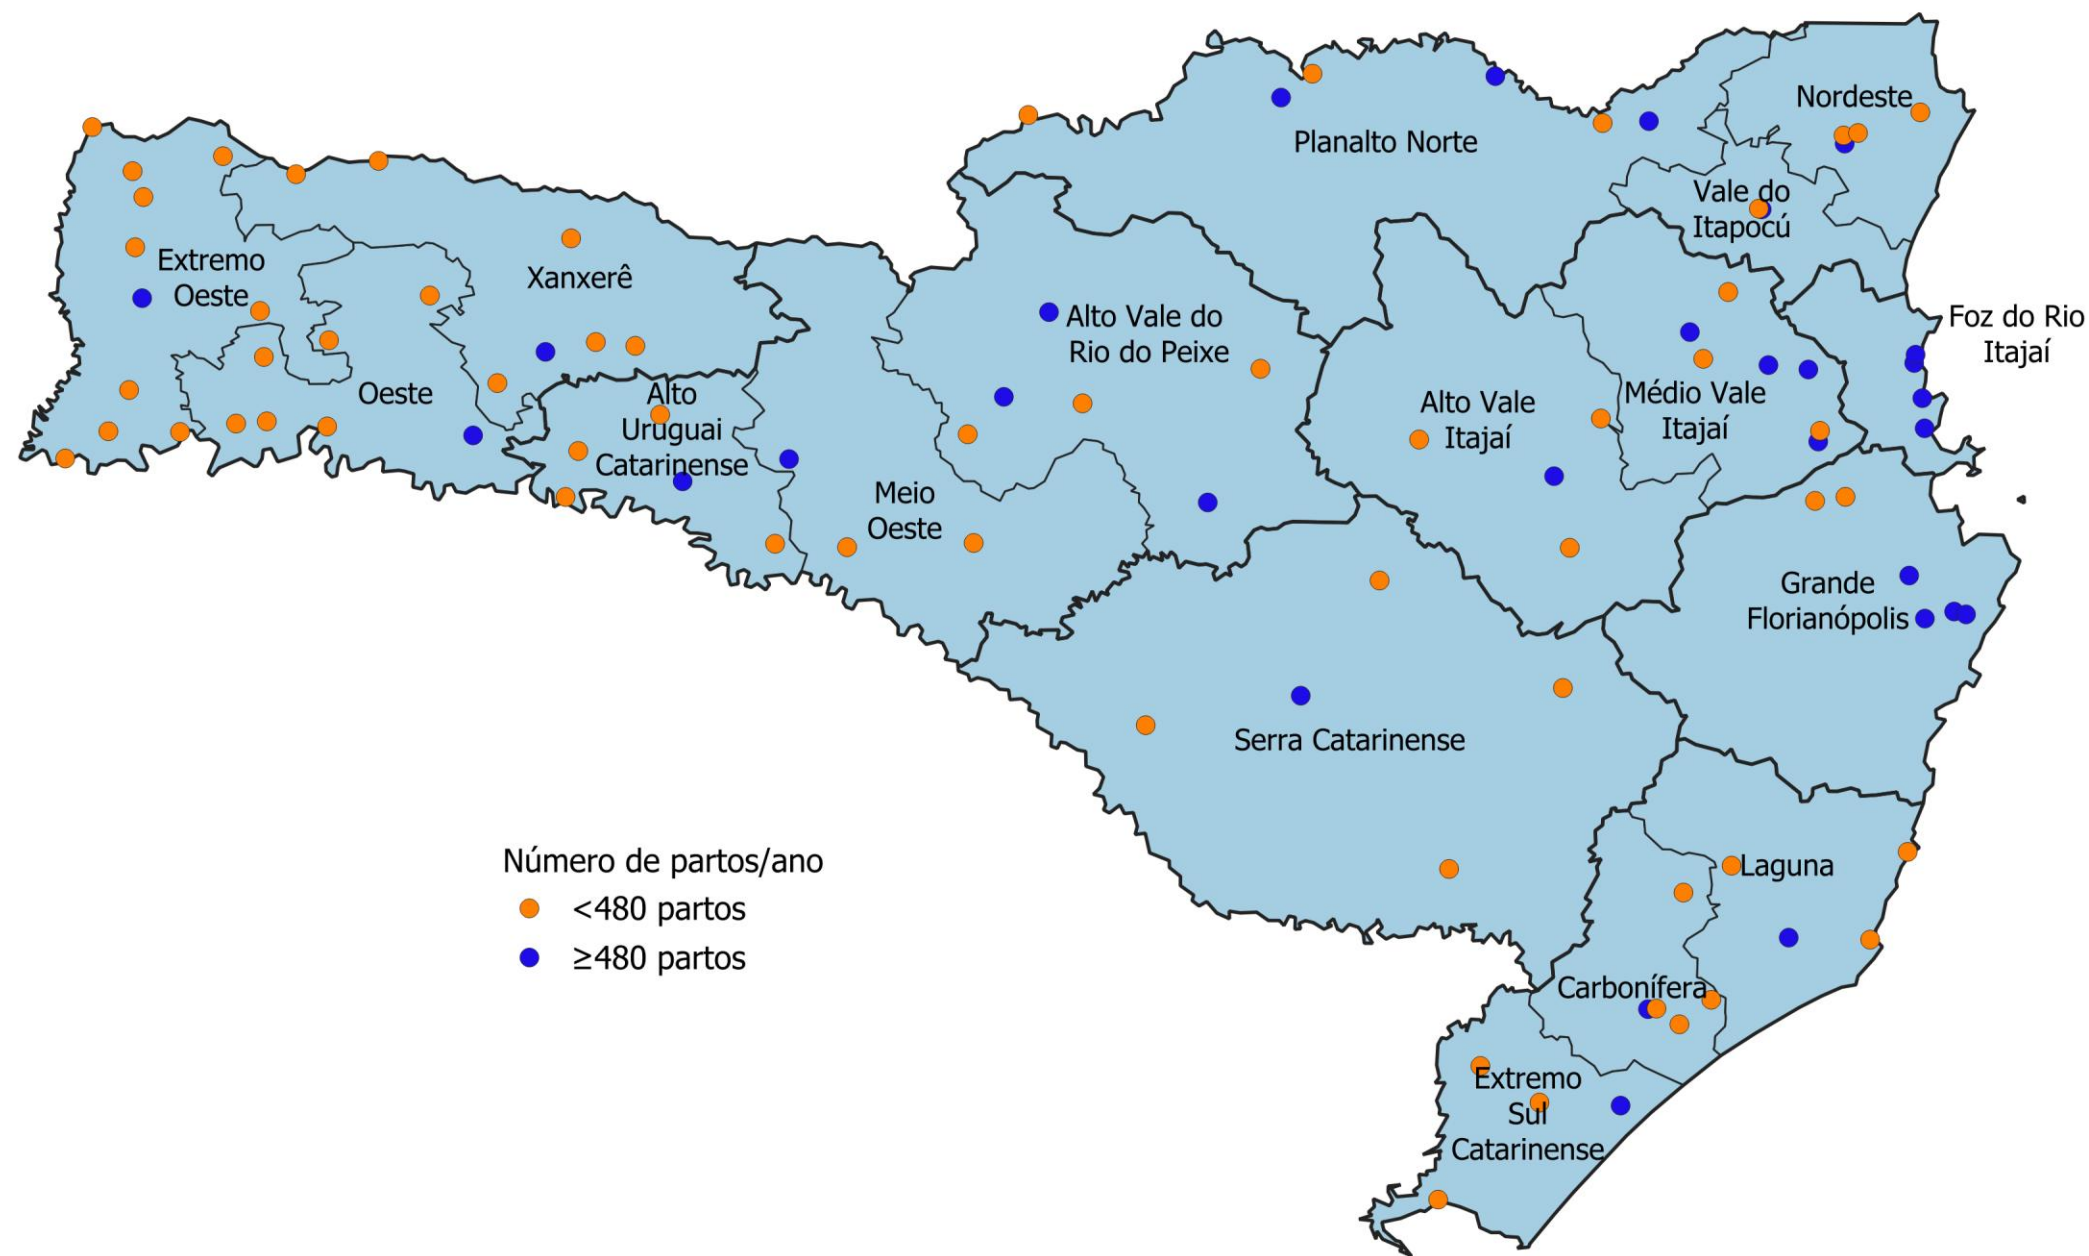 Nordeste
Planalto Norte
Vale do
Itapocú
Extremo
Oeste
Xanxerê
Foz do Rio
Itajaí
Alto Vale do
Rio do Peixe
Oeste
Alto
Uruguai
Catarinense
Alto Vale
Itajaí
Médio Vale
Itajaí
Meio
Oeste
Grande
Florianópolis
Serra Catarinense
Número de partos/ano
<480 partos
≥480 partos
Laguna
Carbonífera
Extremo
Sul
Catarinense